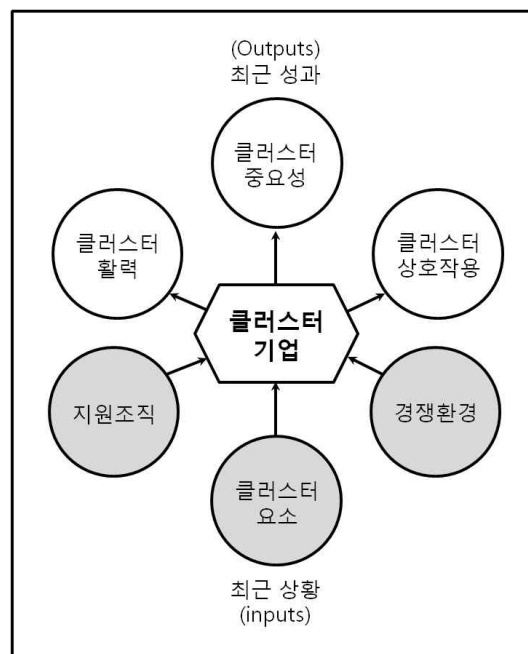 (Outputs)
최근 성과
클러스터
중요성
클러스터
활력
클러스터
상호작용
클러스터
기업
지원조직
경쟁환경
클러스터
요소
최근 상황
(inputs)